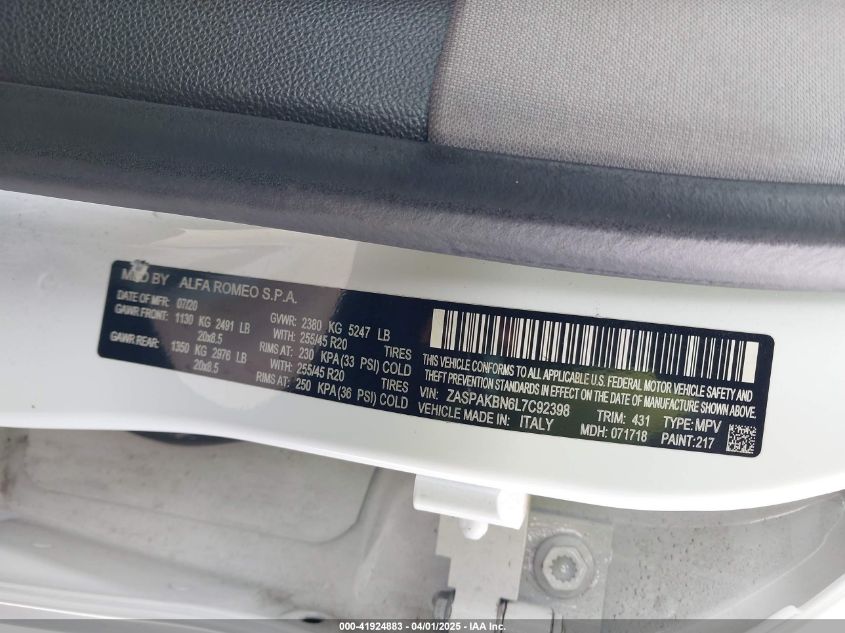 MFD BY ALFA ROMEO S.P.A.
DATE OF MFR: 07/20 GVWR: 2380 KG 5247 LB
GAWR FRONT: 1130 KG 2491 LB WITH: 255/45 R20 TIRES
20x8.5 RIMS AT: 230 KPA(33 PSI) COLD
GAWR REAR: 1350 KG 2976 LB WITH: 255/45 R20 TIRES
20x8.5 RIMS AT: 250 KPA(36 PSI) COLD
THIS VEHICLE CONFORMS TO ALL APPLICABLE U.S. FEDERAL MOTOR VEHICLE SAFETY AND
THEFT PREVENTION STANDARDS IN EFFECT ON THE DATE OF MANUFACTURE SHOWN ABOVE.
VIN: ZASPAKBN6L7C92398 TRIM: 431 TYPE: MPV
VEHICLE MADE IN: ITALY MDH: 071718 PAINT: 217
000-41924883 - 04/01/2025 - IAA Inc.